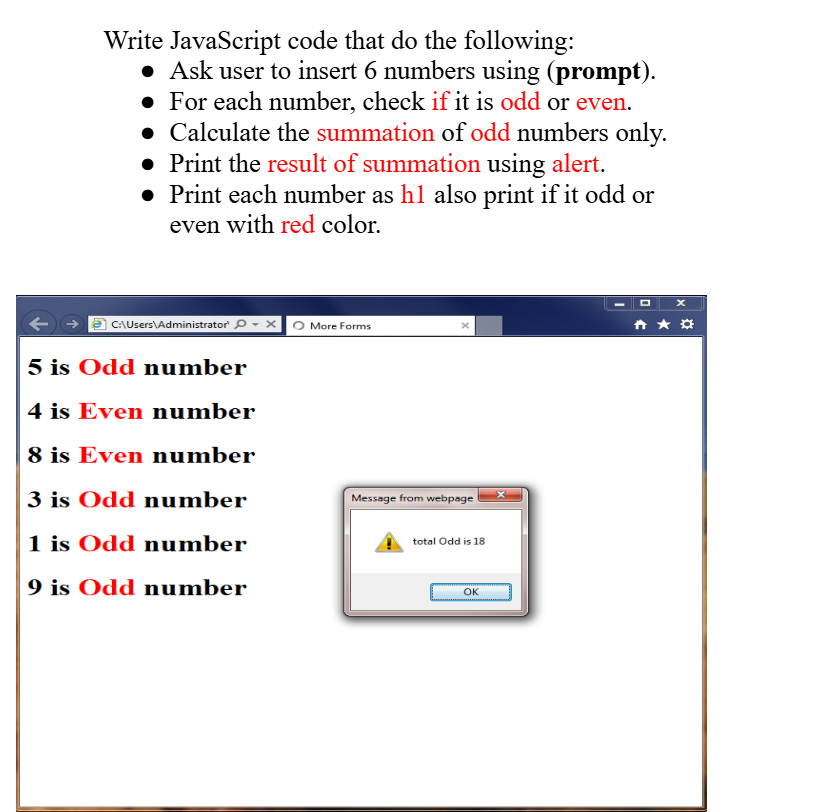 Write JavaScript code that do the following:
● Ask user to insert 6 numbers using (prompt).
● For each number, check if it is odd or even.
● Calculate the summation of odd numbers only.
● Print the result of summation using alert.
● Print each number as h1 also print if it odd or
even with red color.
C:\Users\Administrator'
More Forms
5 is Odd number
4 is Even number
8 is Even number
3 is Odd number
1 is Odd number
9 is Odd number
Message from webpage
total Odd is 18
OK